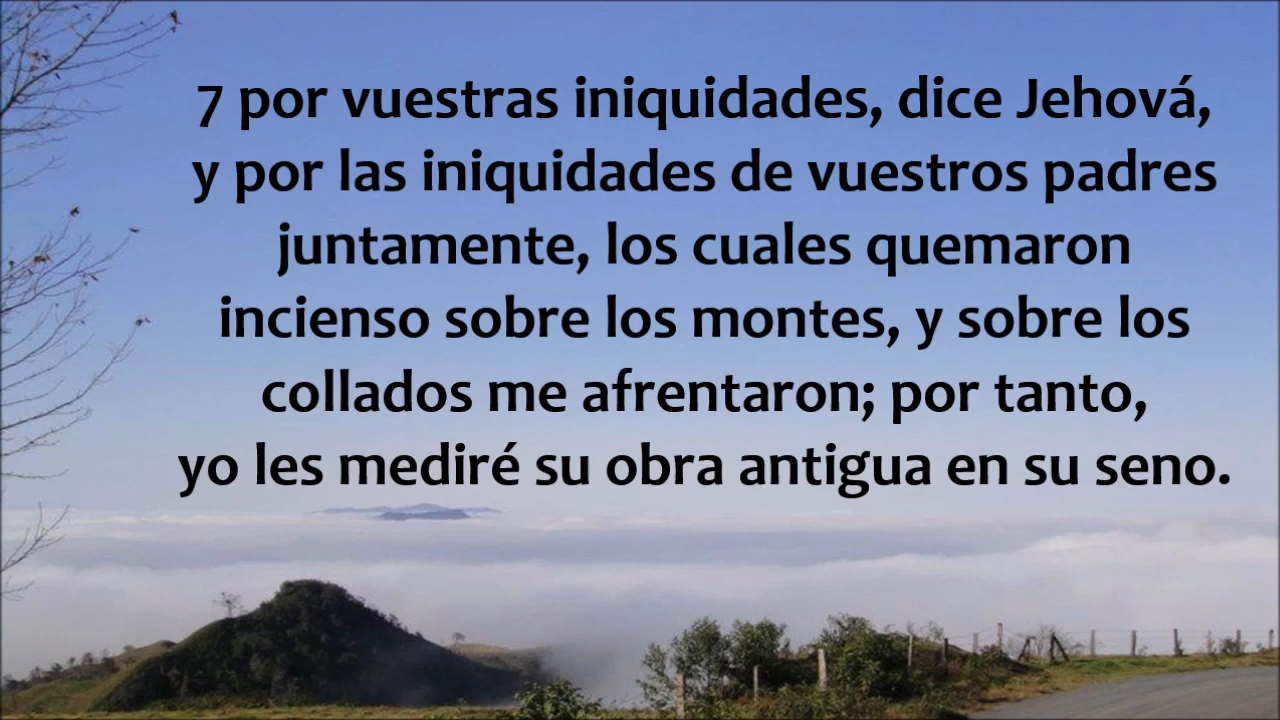 7 por vuestras iniquidades, dice Jehová,
y por las iniquidades de vuestros padres
juntamente, los cuales quemaron
incienso sobre los montes, y sobre los
collados me afrentaron; por tanto,
yo les mediré su obra antigua en su seno.